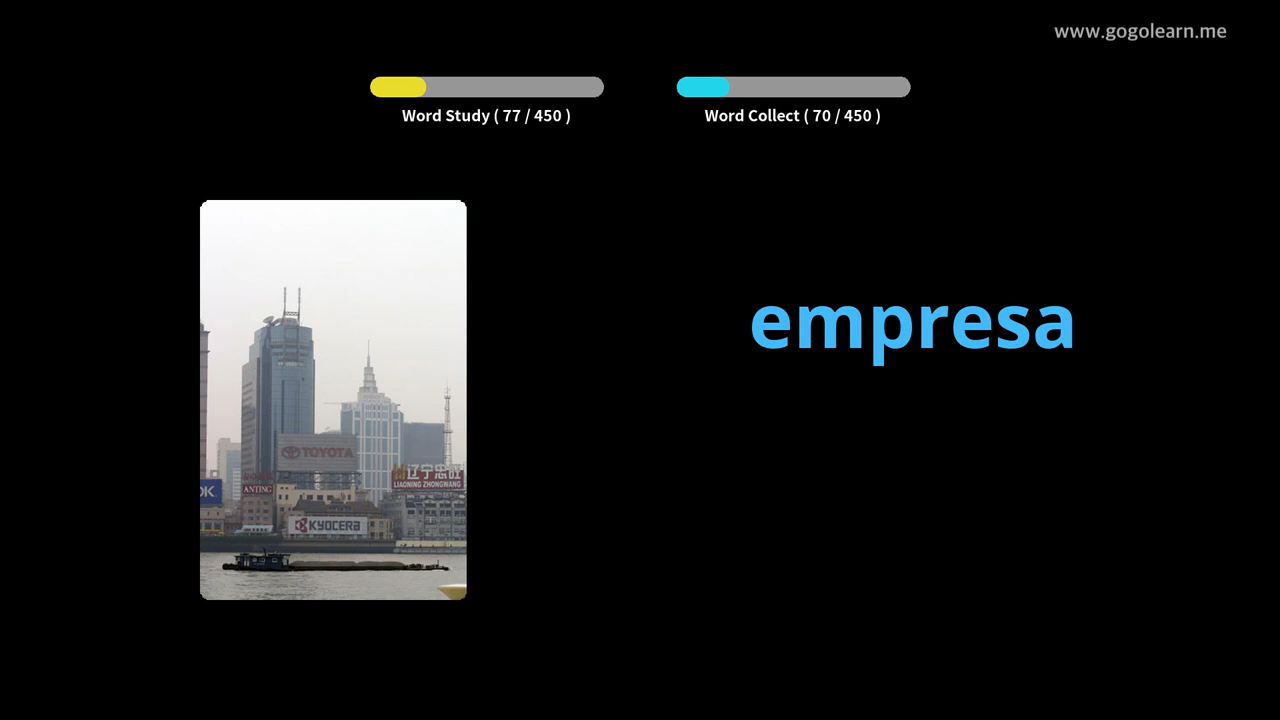 www.gogolearn.me
Word Study ( 77 / 450 )
Word Collect ( 70 / 450 )
empresa
TOYOTA
辽宁忠旺
LIAONING ZHONGWANG
ANTING
KYOCERA